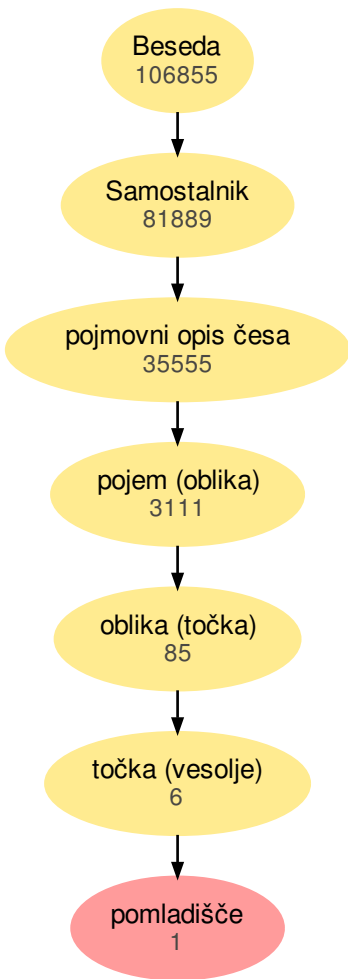 Beseda
106855
Samostalnik
81889
pojmovni opis česa
35555
pojem (oblika)
3111
oblika (točka)
85
točka (vesolje)
6
pomladišče
1